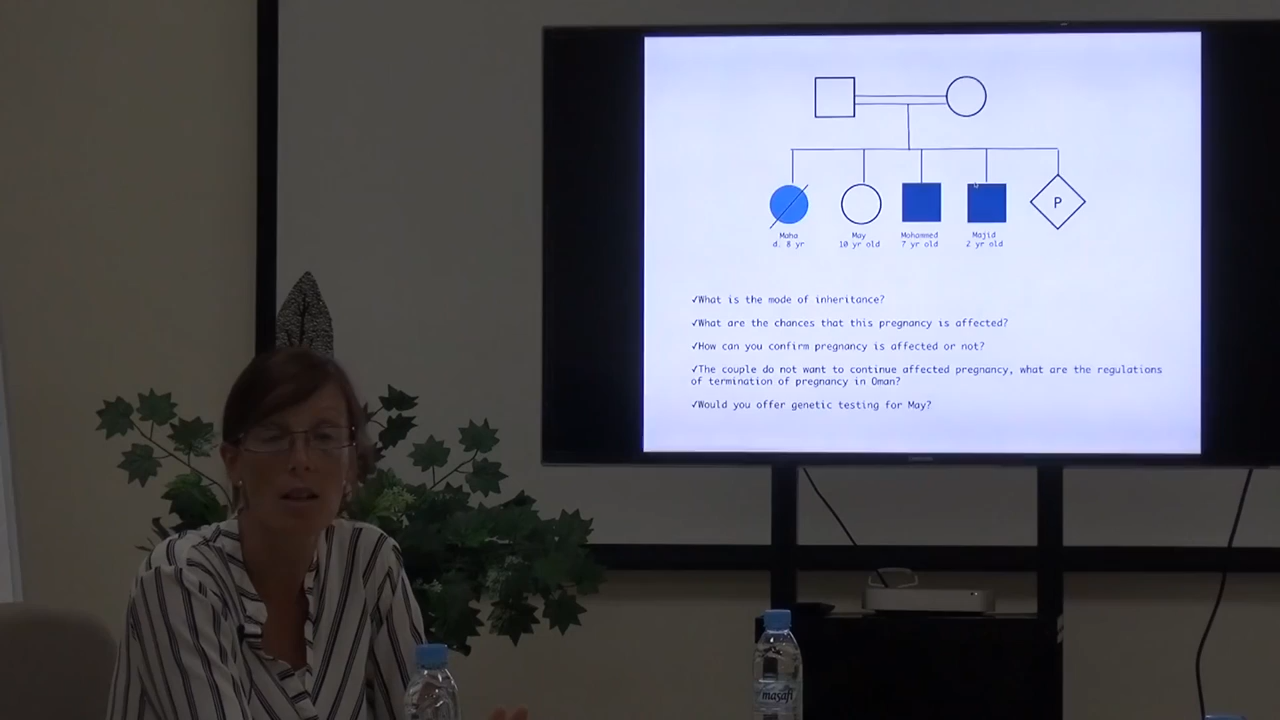 P
Maha
d. 8 yr
May
10 yr old
Mohammed
7 yr old
Majid
2 yr old
✓What is the mode of inheritance?
✓What are the chances that this pregnancy is affected?
✓How can you confirm pregnancy is affected or not?
✓The couple do not want to continue affected pregnancy, what are the regulations
of termination of pregnancy in Oman?
✓Would you offer genetic testing for May?
masafi